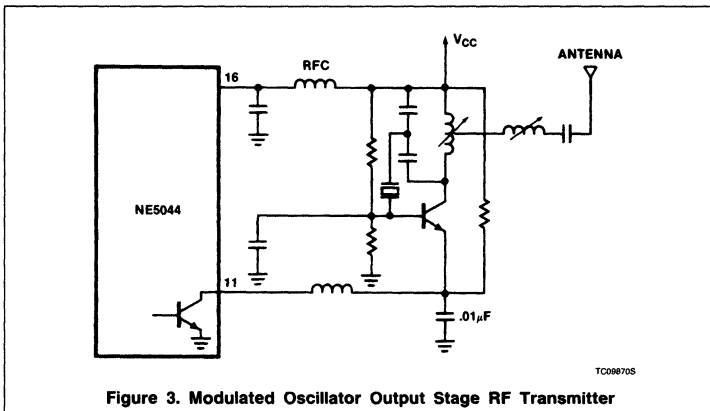 VCC
ANTENNA
RFC
16
NE5044
11
.01μF
TC09870S
Figure 3. Modulated Oscillator Output Stage RF Transmitter